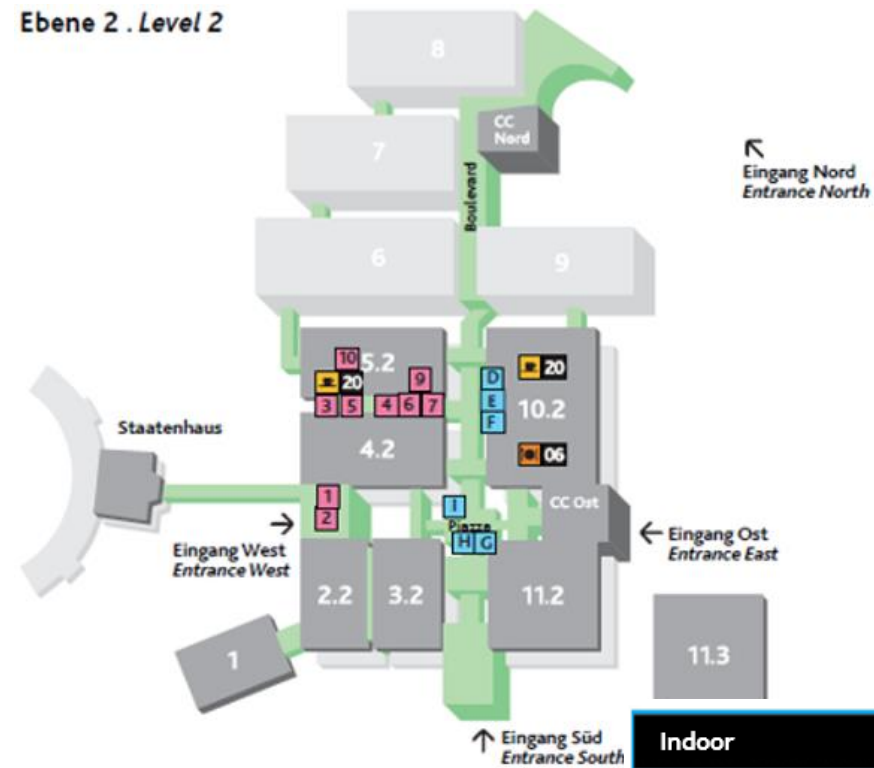 Ebene 2 . Level 2
8
CC
Nord
7
Boulevard
Eingang Nord
Entrance North
6
9
10
5.2
20
9
3
5
4
6
7
D
E
F
20
10.2
06
Staatenhaus
4.2
1
2
I
Piazza
H
G
CC Ost
Eingang West
Entrance West
Eingang Ost
Entrance East
2.2
3.2
11.2
1
11.3
Eingang Süd
Entrance South
Indoor